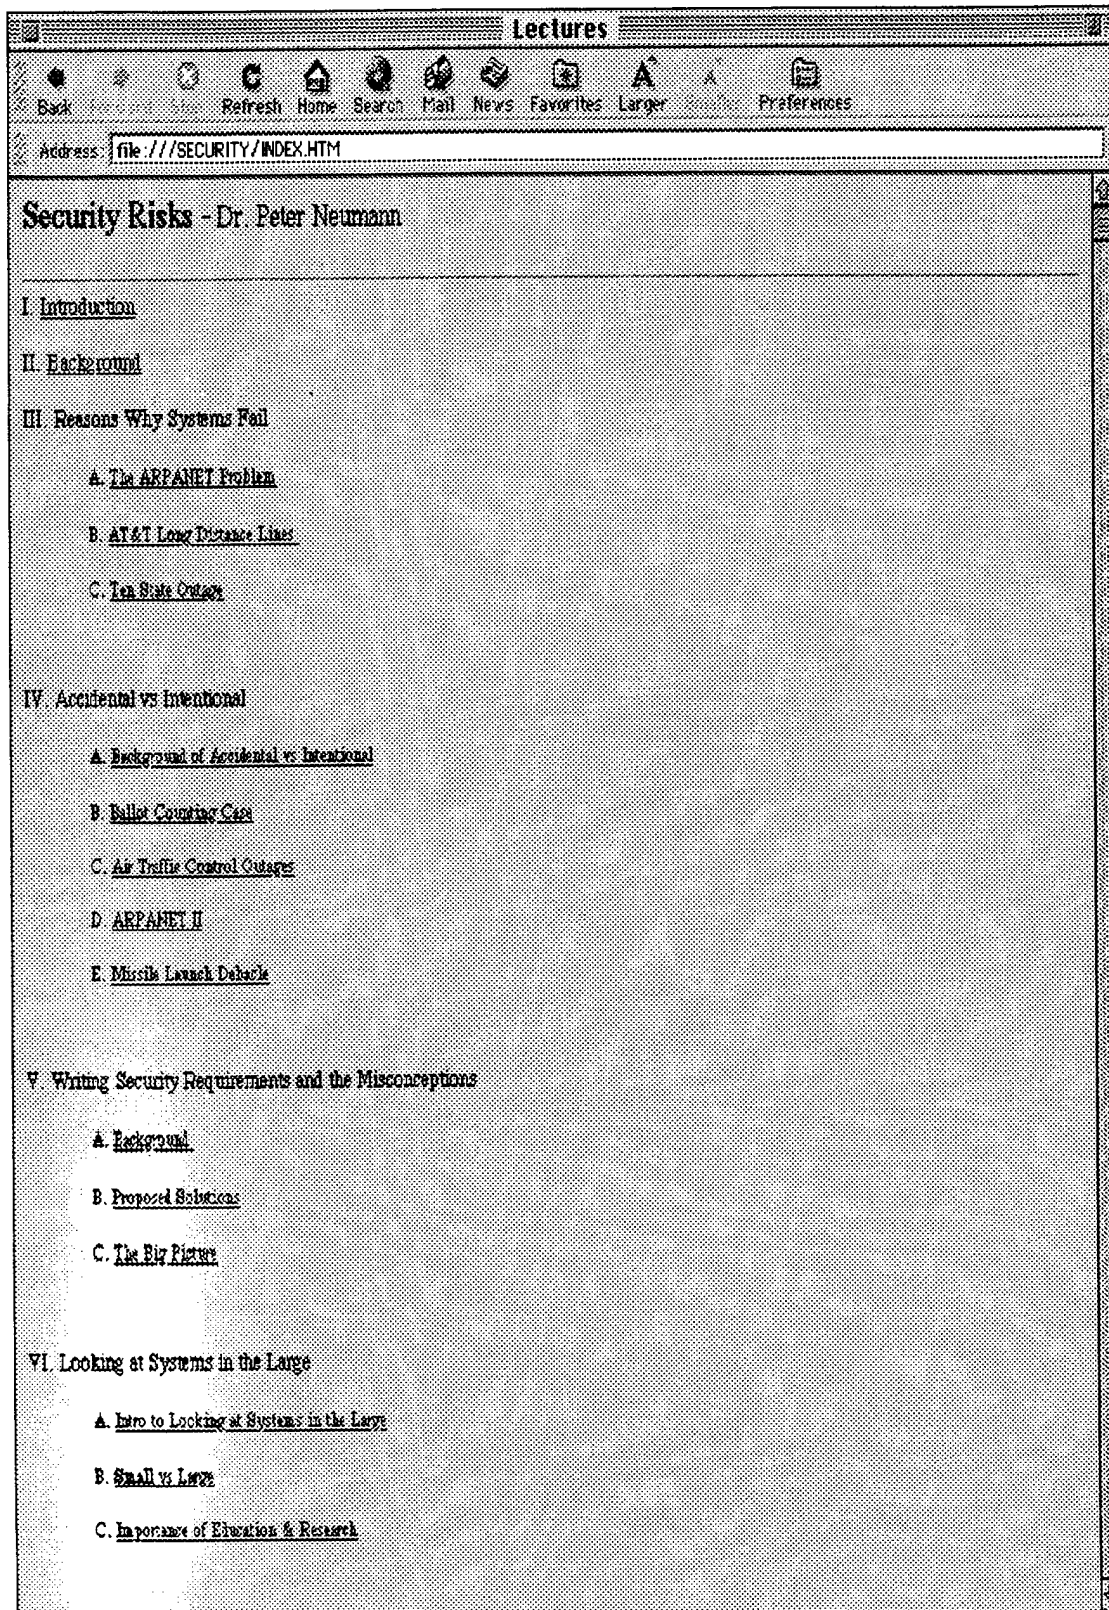 Lectures
Back Refresh Home Search Mail News Favorites Larger Preferences
Address: file:///SECURITY/INDEX.HTM
Security Risks - Dr. Peter Neumann
I. Introduction
II. Background
III. Reasons Why Systems Fail
A. The ARPANET Problem
B. AT&T Long Distance Lines
C. Ten State Outage
IV. Accidental vs Intentional
A. Background of Accidental vs Intentional
B. Ballot Counting Case
C. Air Traffic Control Outages
D. ARPANET II
E. Missile Launch Debacle
V. Writing Security Requirements and the Misconceptions
A. Background
B. Proposed Solutions
C. The Big Picture
VI. Looking at Systems in the Large
A. Intro to Looking at Systems in the Large
B. Small vs Large
C. Importance of Education & Research